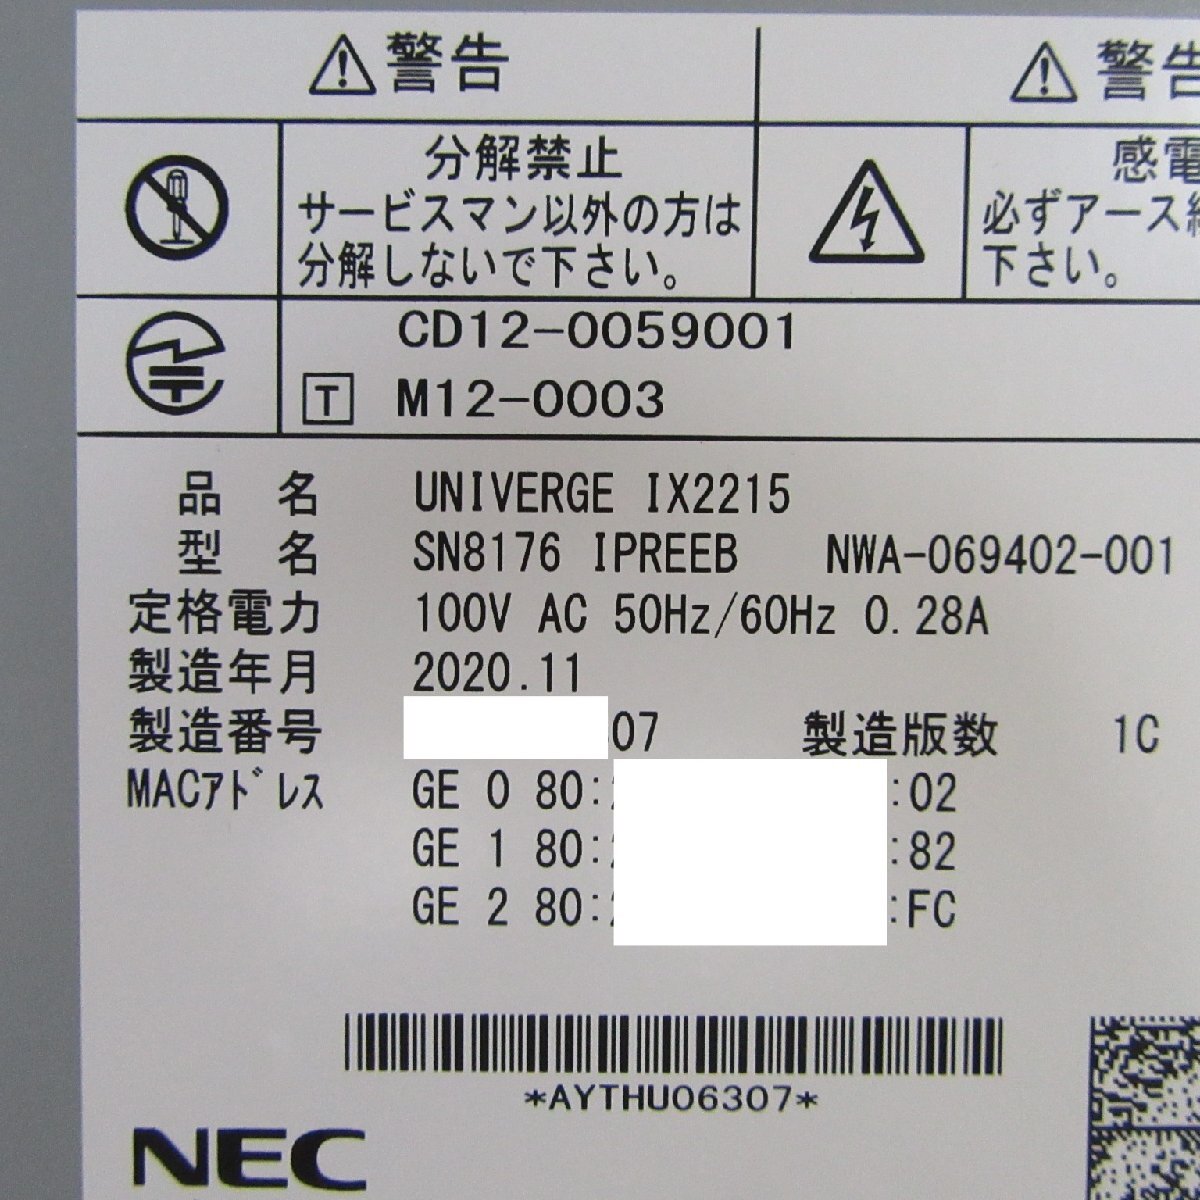 警告
分解禁止
サービスマン以外の方は
分解しないで下さい。
警告
感電
必ずアース
下さい。
CD12-0059001
T M12-0003
品 名 UNIVERGE IX2215
型 名 SN8176 IPREEB NWA-069402-001
定格電力 100V AC 50Hz/60Hz 0.28A
製造年月 2020.11
製造番号 07 製造版数 1C
MACアドレス GE 0 80: :02
GE 1 80: :82
GE 2 80: :FC
*AYTHU06307*
NEC